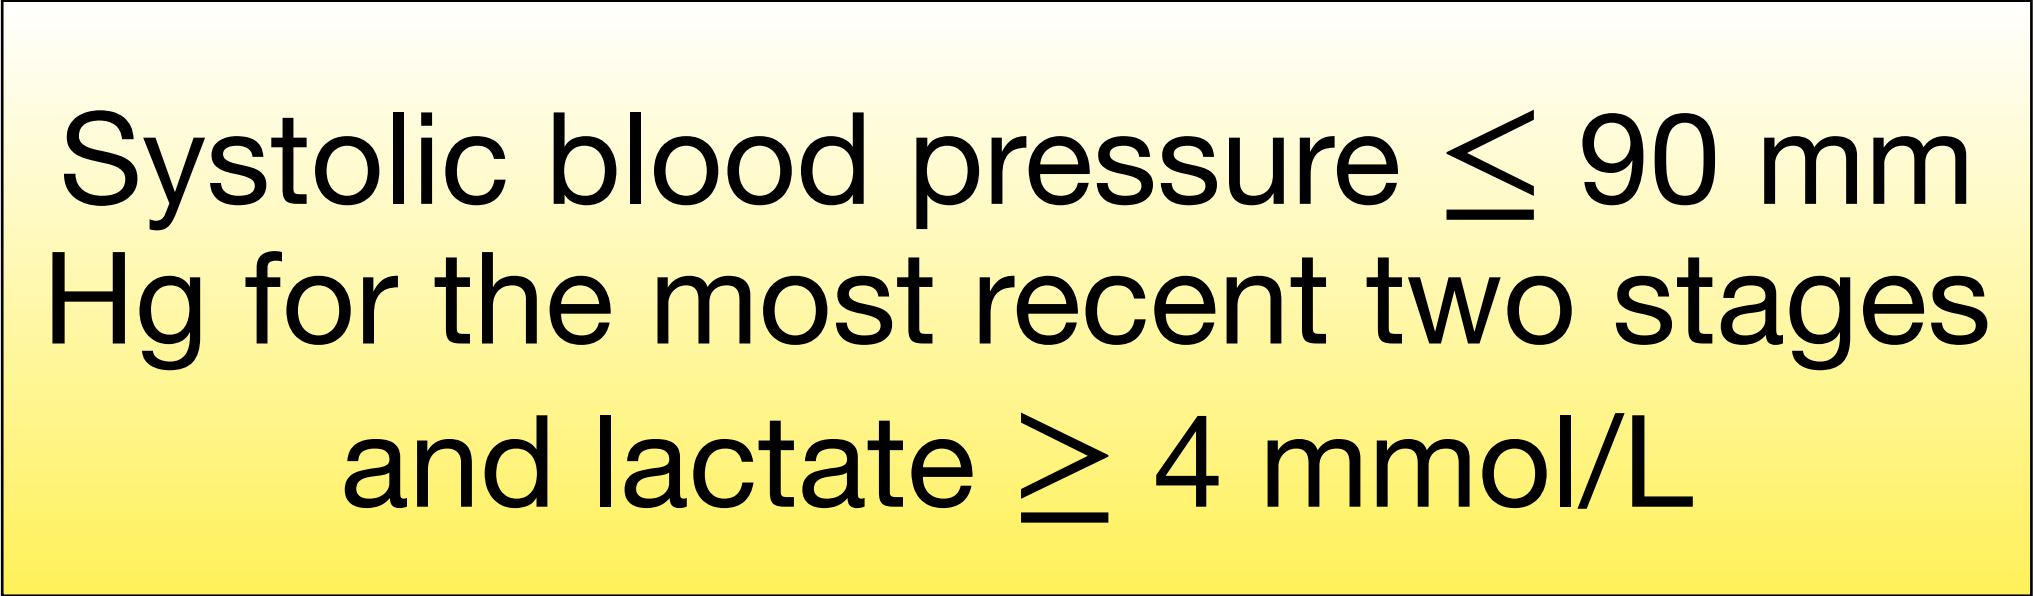 Systolic blood pressure ≤ 90 mm
Hg for the most recent two stages
and lactate ≥ 4 mmol/L